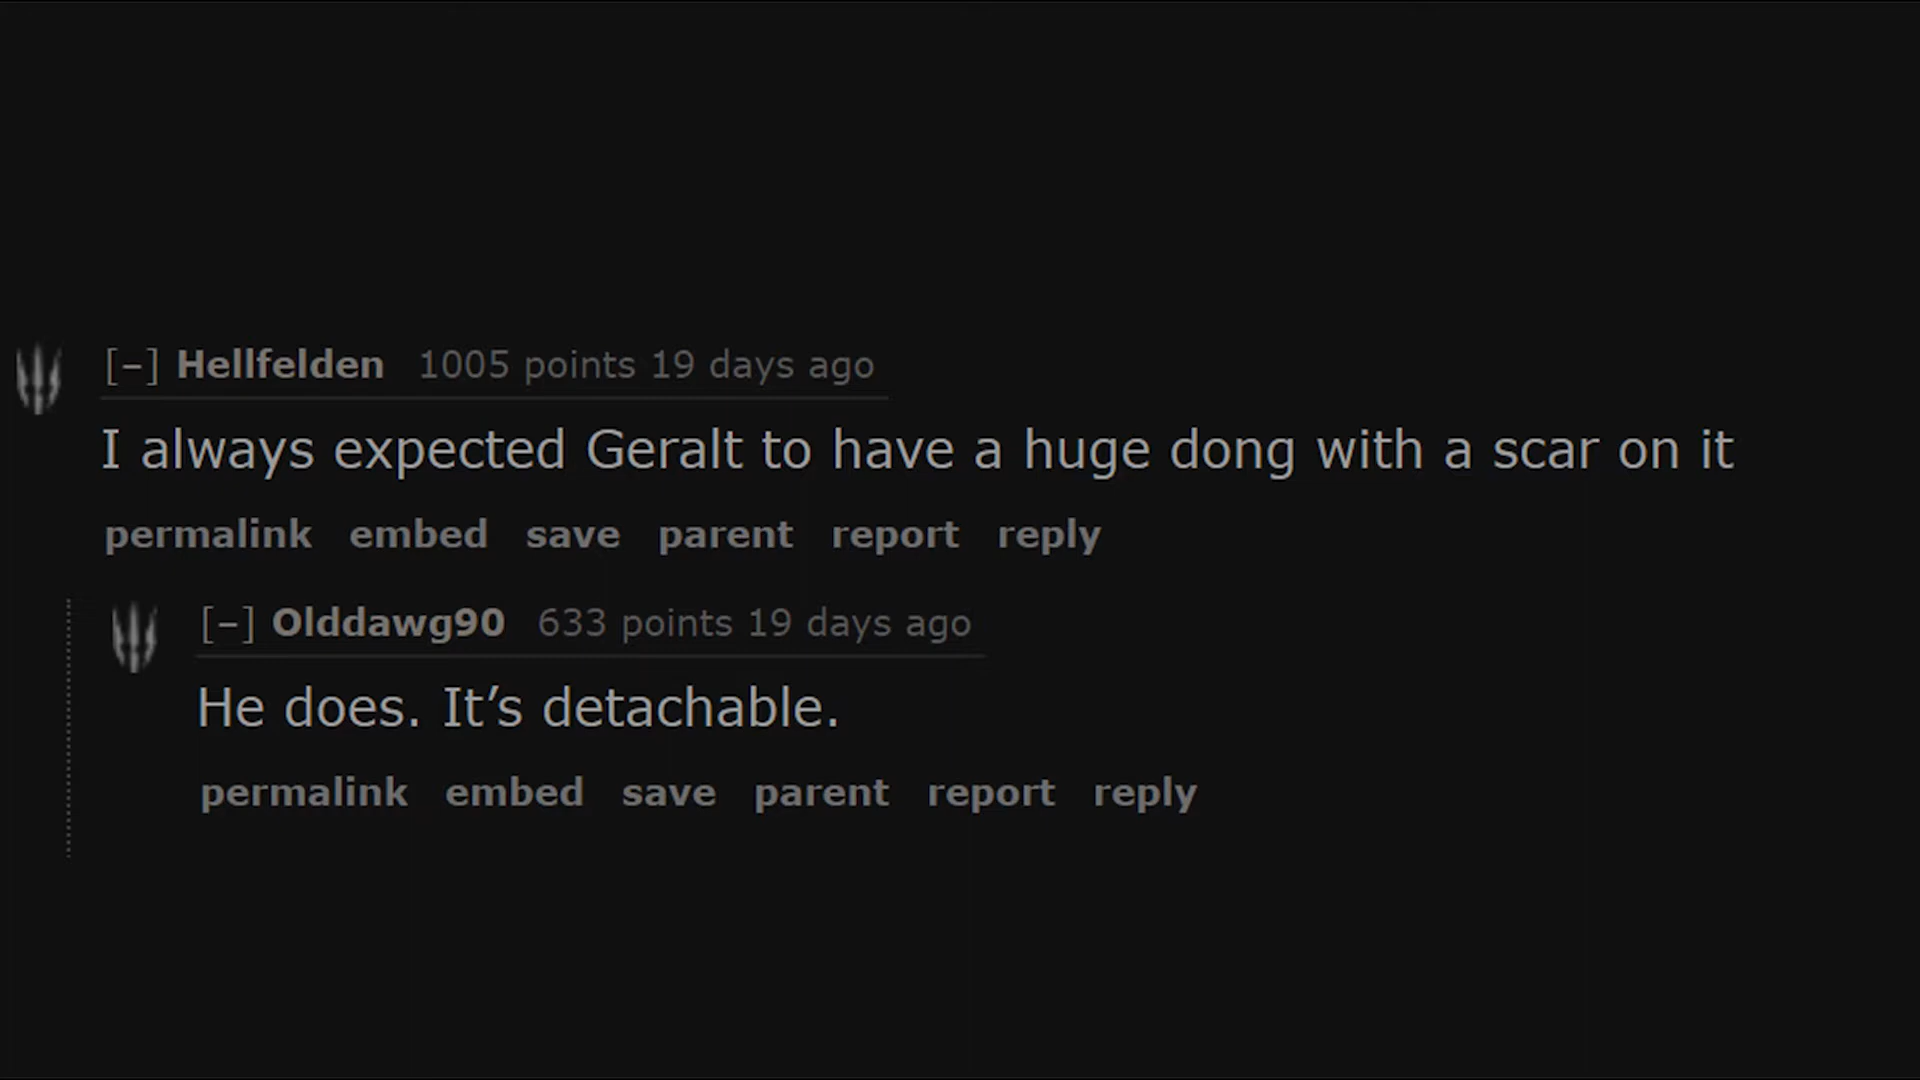 [–] Hellfelden 1005 points 19 days ago
I always expected Geralt to have a huge dong with a scar on it
permalink embed save parent report reply
[–] Olddawg90 633 points 19 days ago
He does. It’s detachable.
permalink embed save parent report reply